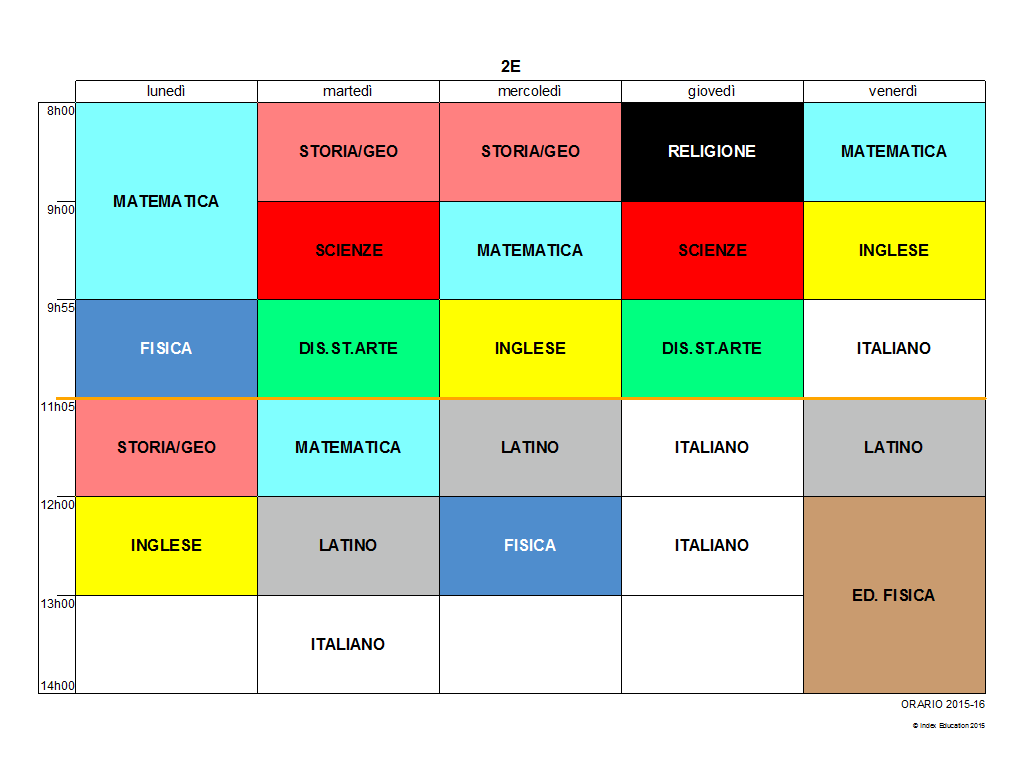 2E
lunedì martedì mercoledì giovedì venerdì
8h00
STORIA/GEO STORIA/GEO RELIGIONE MATEMATICA
MATEMATICA
9h00
SCIENZE MATEMATICA SCIENZE INGLESE
9h55
FISICA DIS.ST.ARTE INGLESE DIS.ST.ARTE ITALIANO
11h05
STORIA/GEO MATEMATICA LATINO ITALIANO LATINO
12h00
INGLESE LATINO FISICA ITALIANO
ED. FISICA
13h00
ITALIANO
14h00
ORARIO 2015-16
© Index Education 2015